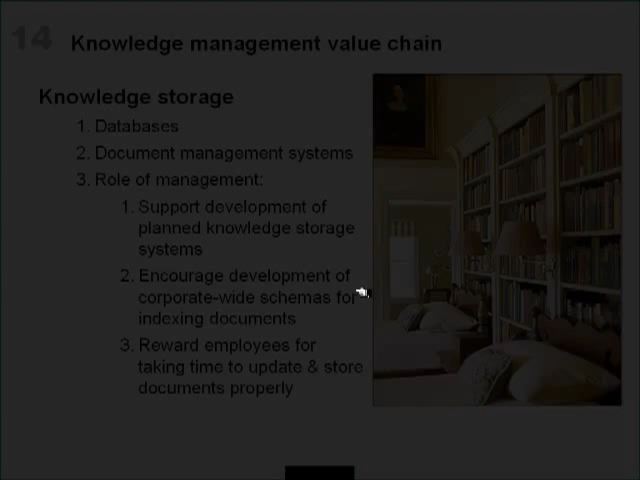 14 Knowledge management value chain
Knowledge storage
1. Databases
2. Document management systems
3. Role of management:
1. Support development of
planned knowledge storage
systems
2. Encourage development of
corporate-wide schemas for
indexing documents
3. Reward employees for
taking time to update & store
documents properly